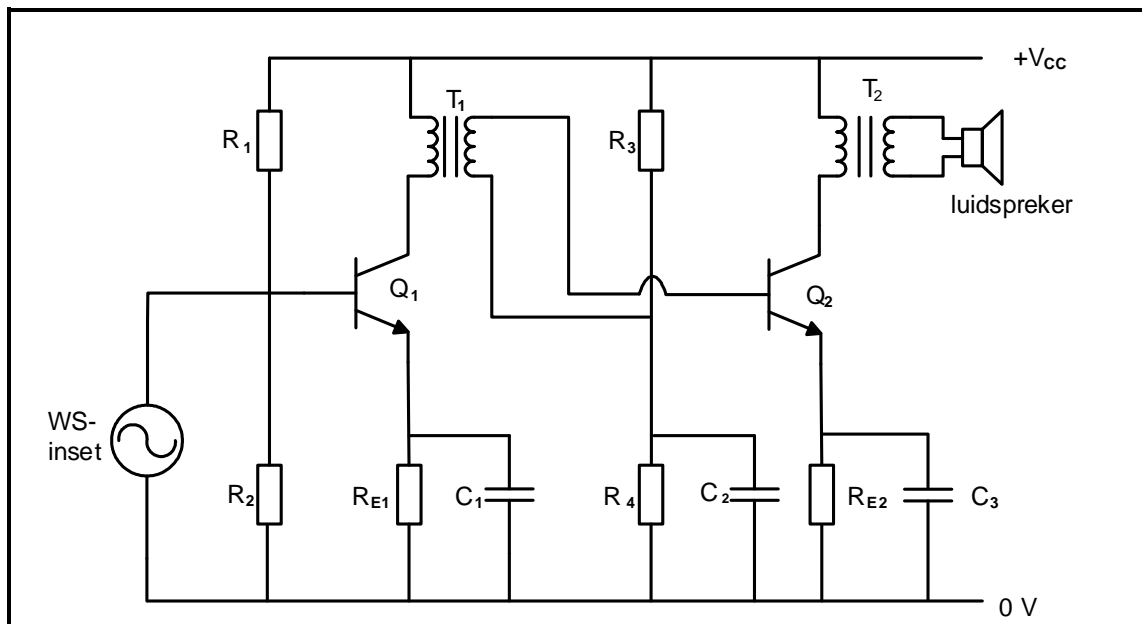 +Vcc
T1
T2
R1
R3
luidspreker
Q1
Q2
WS-
inset
R2
RE1
C1
R4
C2
RE2
C3
0 V